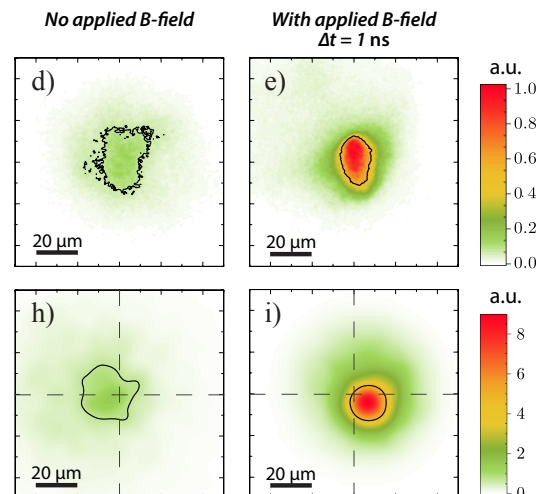 No applied B-field
With applied B-field
Δt = 1 ns
d)
e)
a.u.
1.0
0.8
0.6
0.4
0.2
0.0
20 μm
20 μm
h)
i)
a.u.
8
6
4
2
0
20 μm
20 μm